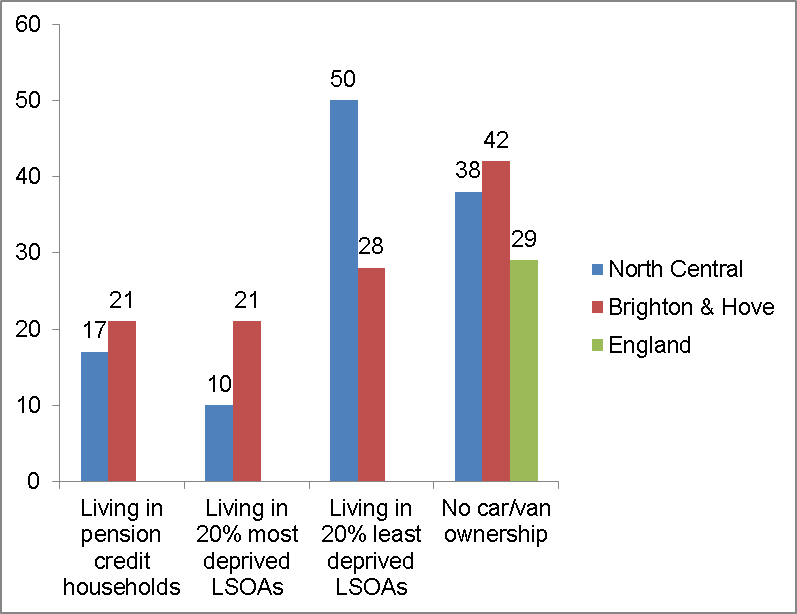 60
50
40
30
20
10
0
17
21
10
21
50
28
38
42
29
Living in
pension
credit
households
Living in
20% most
deprived
LSOAs
Living in
20% least
deprived
LSOAs
No car/van
ownership
North Central
Brighton & Hove
England